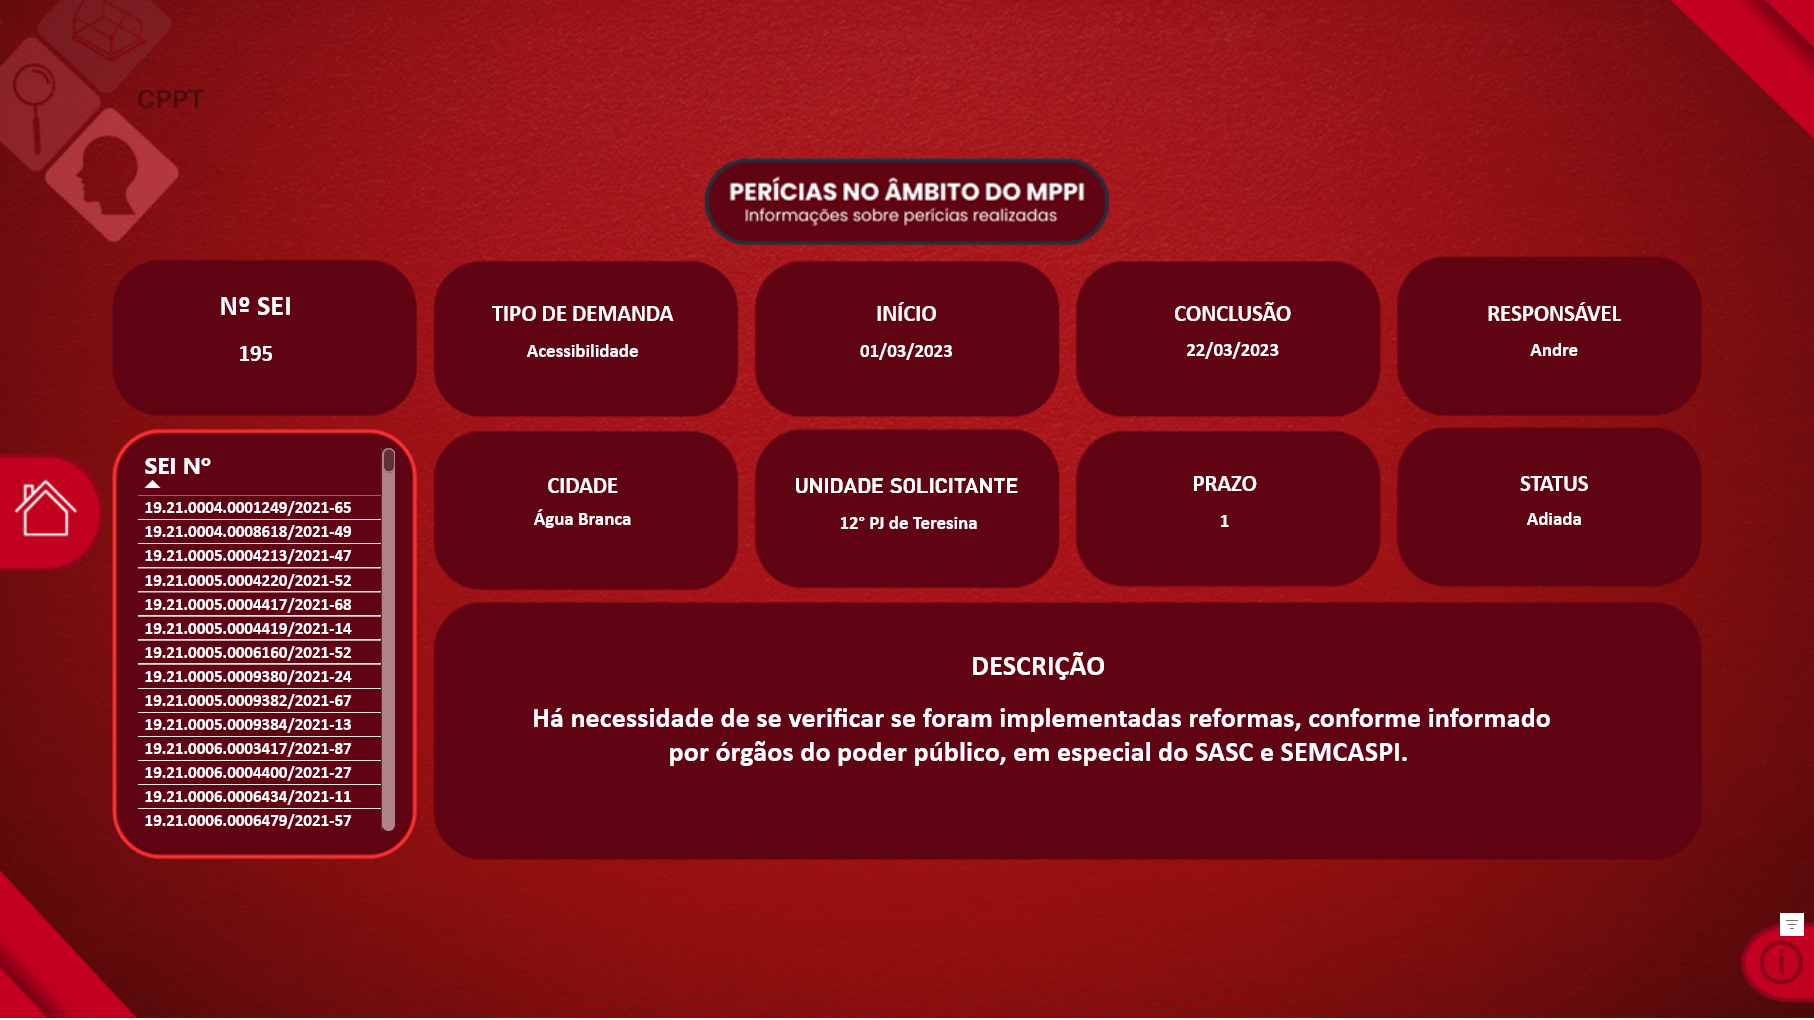 CPPT
PERÍCIAS NO ÂMBITO DO MPPI
Informações sobre perícias realizadas
Nº SEI
195
TIPO DE DEMANDA
Acessibilidade
INÍCIO
01/03/2023
CONCLUSÃO
22/03/2023
RESPONSÁVEL
Andre
SEI Nº
19.21.0004.0001249/2021-65
19.21.0004.0008618/2021-49
19.21.0005.0004213/2021-47
19.21.0005.0004220/2021-52
19.21.0005.0004417/2021-68
19.21.0005.0004419/2021-14
19.21.0005.0006160/2021-52
19.21.0005.0009380/2021-24
19.21.0005.0009382/2021-67
19.21.0005.0009384/2021-13
19.21.0006.0003417/2021-87
19.21.0006.0004400/2021-27
19.21.0006.0006434/2021-11
19.21.0006.0006479/2021-57
CIDADE
Água Branca
UNIDADE SOLICITANTE
12° PJ de Teresina
PRAZO
1
STATUS
Adiada
DESCRIÇÃO
Há necessidade de se verificar se foram implementadas reformas, conforme informado
por órgãos do poder público, em especial do SASC e SEMCASPI.